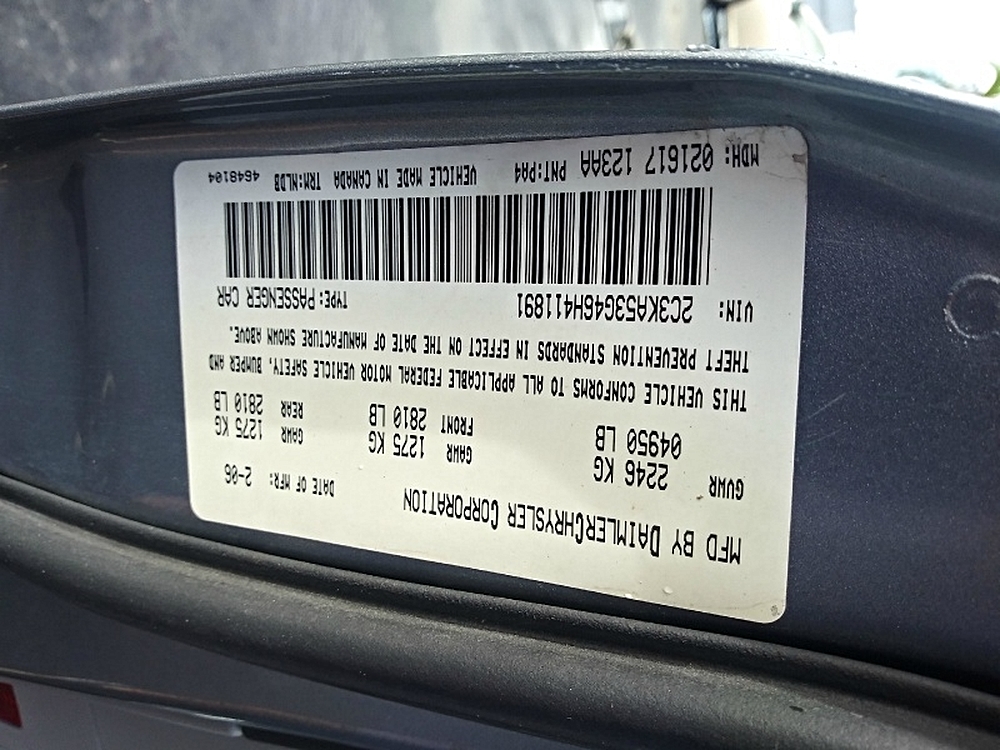 MFD BY DAIMLERCHRYSLER CORPORATION DATE OF MFR: 2-06
GVWR 2246 KG GAWR 1275 KG GAWR 1275 KG
04950 LB FRONT 2810 LB REAR 2810 LB
THIS VEHICLE CONFORMS TO ALL APPLICABLE FEDERAL MOTOR VEHICLE SAFETY, BUMPER AND
THEFT PREVENTION STANDARDS IN EFFECT ON THE DATE OF MANUFACTURE SHOWN ABOVE.
VIN: 2C3KA53G46H411891 TYPE: PASSENGER CAR
MDH: 021617 123AA PNT:PA4 VEHICLE MADE IN CANADA TRM:NLDB 4648104